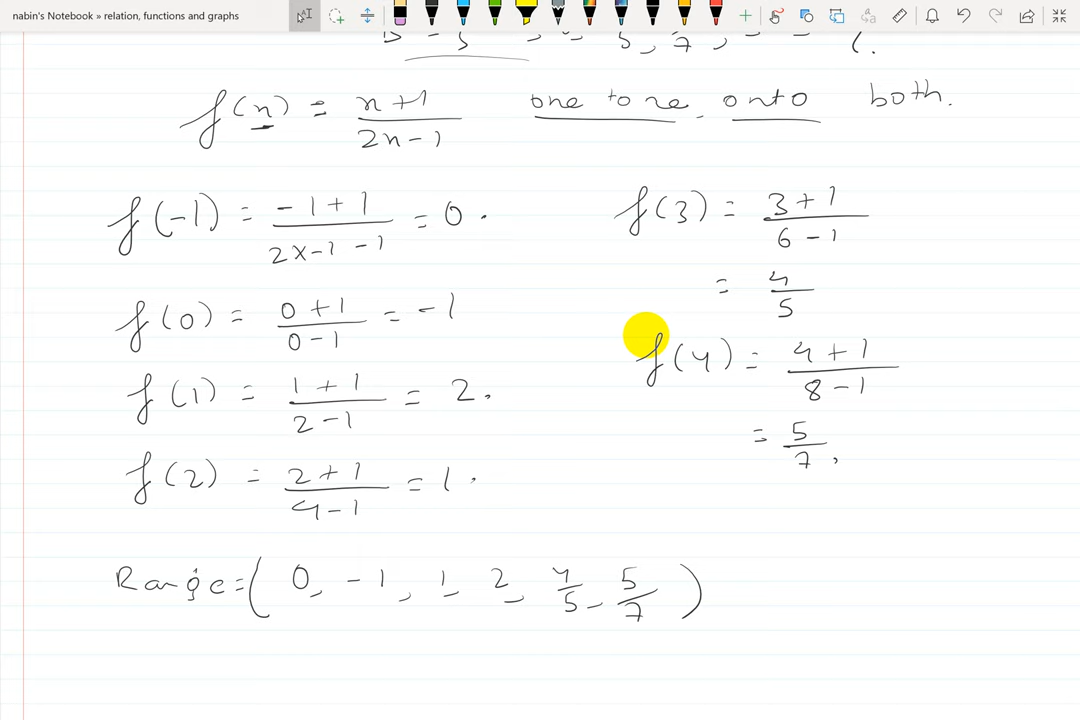 nabin's Notebook » relation, functions and graphs
f(n) = n+1 / 2n-1 one to ne, onto both.
f(-1) = -1+1 / 2×-1 -1 = 0.
f(0) = 0+1 / 0-1 = -1
f(1) = 1+1 / 2-1 = 2.
f(2) = 2+1 / 4-1 = 1.
f(3) = 3+1 / 6-1
= 4/5
f(4) = 4+1 / 8-1
= 5/7,
Range = ( 0, -1, 1, 2, 4/5, 5/7 )